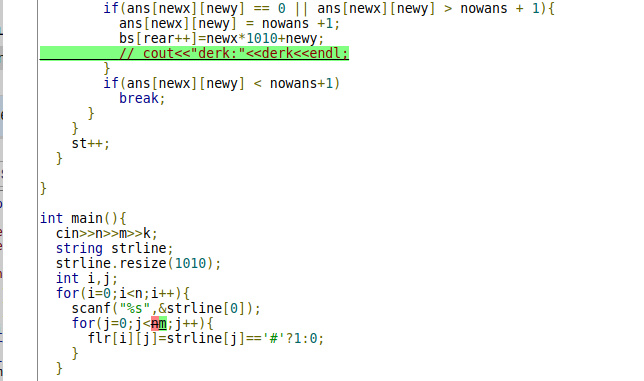 if(ans[newx][newy] == 0 || ans[newx][newy] > nowans + 1){
ans[newx][newy] = nowans +1;
bs[rear++]=newx*1010+newy;
// cout<<"derk:"<<derk<<endl;
}
if(ans[newx][newy] < nowans+1)
break;
}
}
st++;
}
}
int main(){
cin>>n>>m>>k;
string strline;
strline.resize(1010);
int i,j;
for(i=0;i<n;i++){
scanf("%s",&strline[0]);
for(j=0;j<nm;j++){
flr[i][j]=strline[j]=='#'?1:0;
}
}